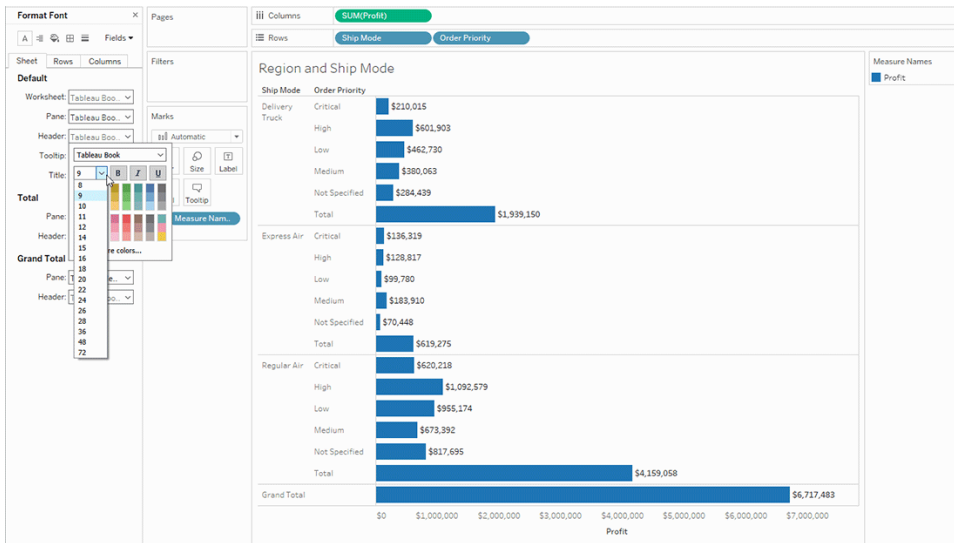 Format Font ×
A Fields ▾
Sheet Rows Columns
Default
Worksheet: Tableau Boo..
Pane: Tableau Boo..
Header: Tableau Boo..
Tooltip:
Title:
Tableau Book
9 B I U
8
9
10
11
12
14
15
16
18
20
22
24
26
28
36
48
72
re colors...
Total
Pane:
Header:
Grand Total
Pane:
Header:
Pages
Filters
Marks
Automatic
Size Label
Tooltip
Measure Nam..
Columns SUM(Profit)
Rows Ship Mode Order Priority
Region and Ship Mode
Ship Mode Order Priority
Delivery
Truck
Critical $210,015
High $601,903
Low $462,730
Medium $380,063
Not Specified $284,439
Total $1,939,150
Express Air Critical $136,319
High $128,817
Low $99,780
Medium $183,910
Not Specified $70,448
Total $619,275
Regular Air Critical $620,218
High $1,092,579
Low $955,174
Medium $673,392
Not Specified $817,695
Total $4,159,058
Grand Total $6,717,483
$0 $1,000,000 $2,000,000 $3,000,000 $4,000,000 $5,000,000 $6,000,000 $7,000,000
Profit
Measure Names
Profit